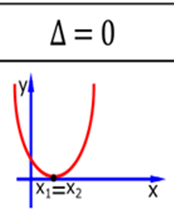 Δ = 0
y
x₁=x₂ x